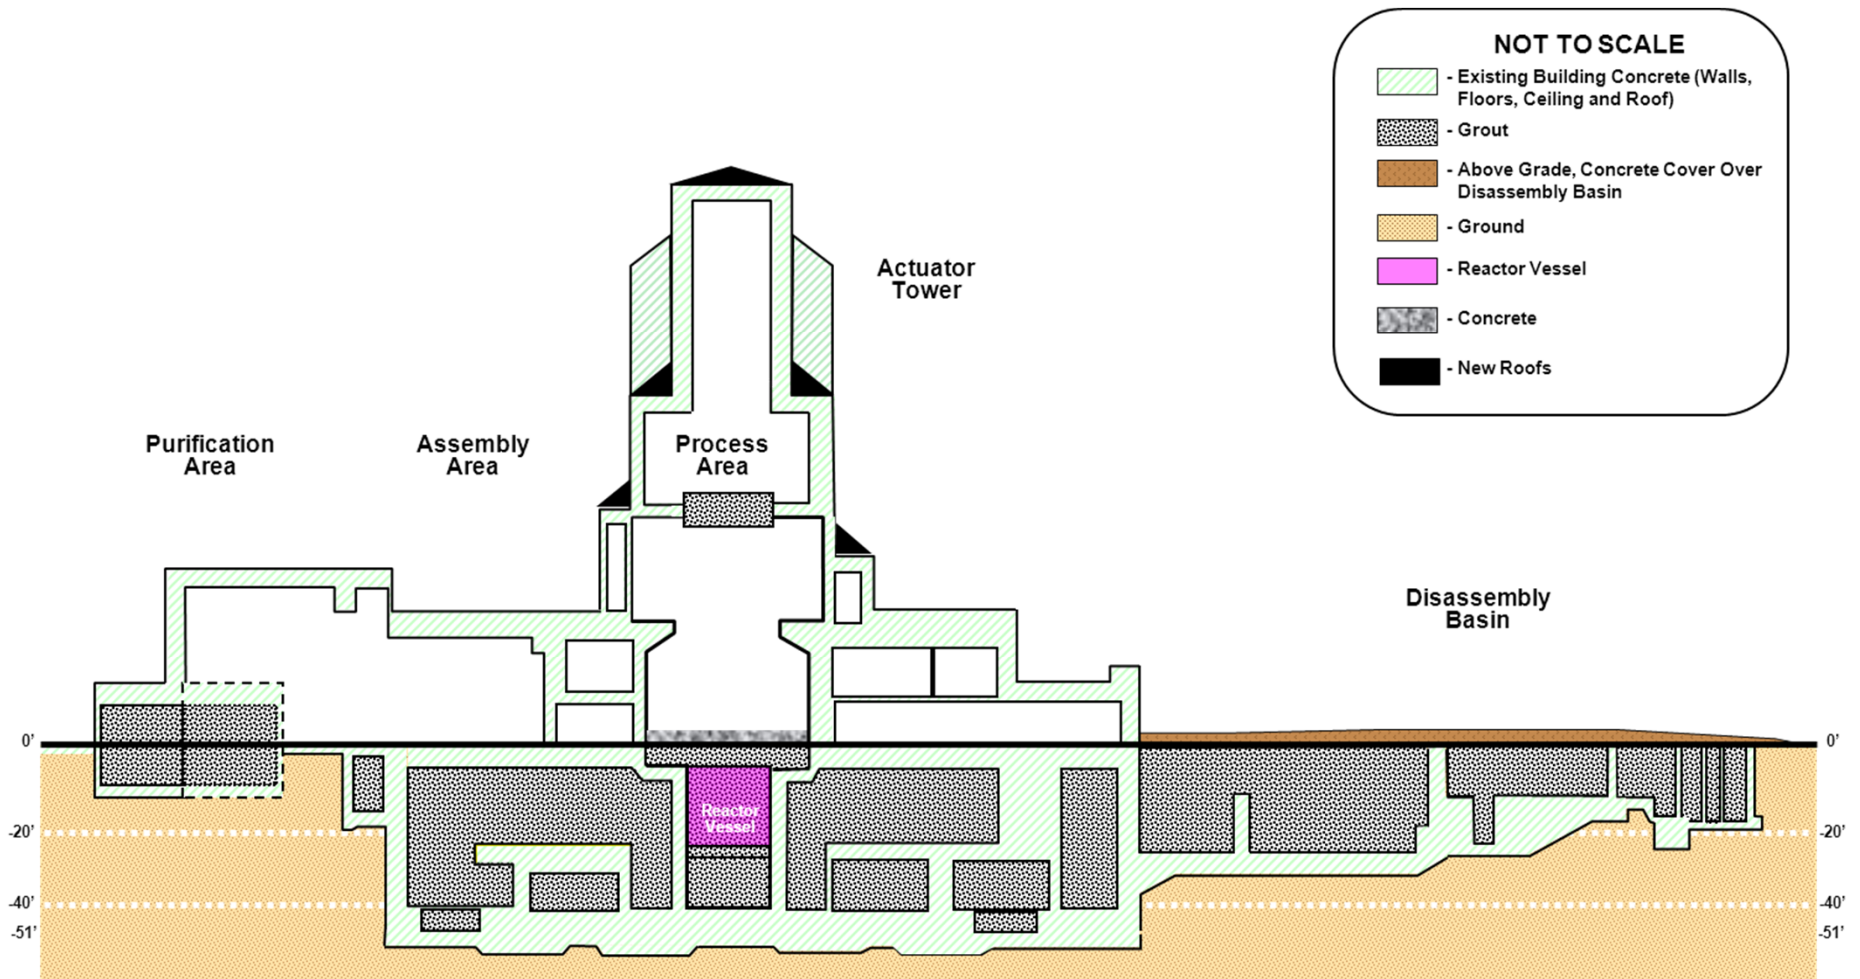 NOT TO SCALE
- Existing Building Concrete (Walls,
Floors, Ceiling and Roof)
- Grout
- Above Grade, Concrete Cover Over
Disassembly Basin
- Ground
- Reactor Vessel
- Concrete
- New Roofs
Actuator
Tower
Purification
Area
Assembly
Area
Process
Area
Disassembly
Basin
0'
0'
Reactor
Vessel
-20'
-20'
-40'
-40'
-51'
-51'